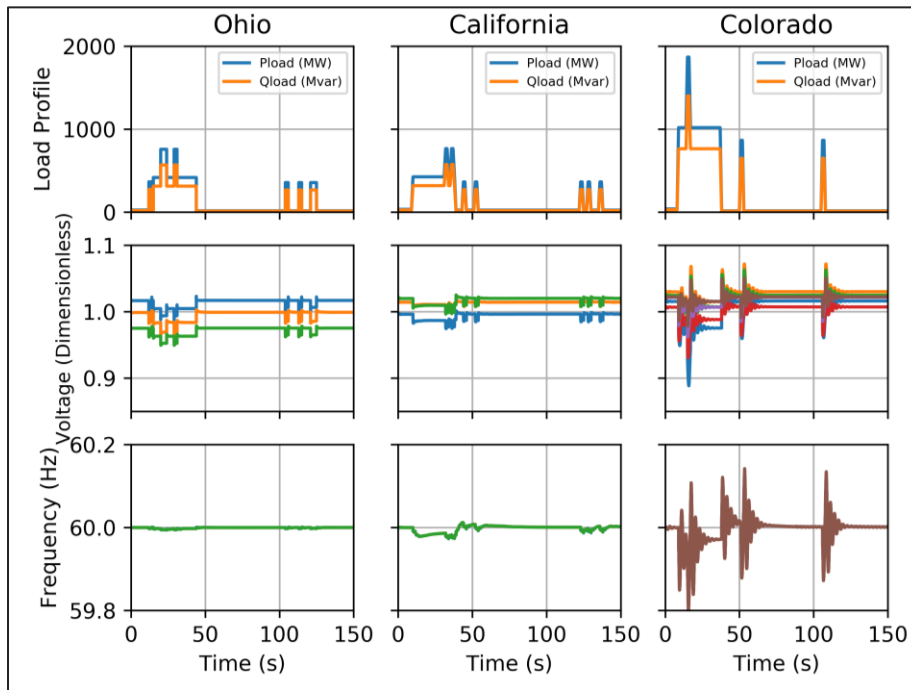 Ohio California Colorado
Load Profile
2000
1000
0
Pload (MW)
Qload (Mvar)
Pload (MW)
Qload (Mvar)
Pload (MW)
Qload (Mvar)
Voltage (Dimensionless)
1.1
1.0
0.9
Frequency (Hz)
60.2
60.0
59.8
0 50 100 150 0 50 100 150 0 50 100 150
Time (s) Time (s) Time (s)